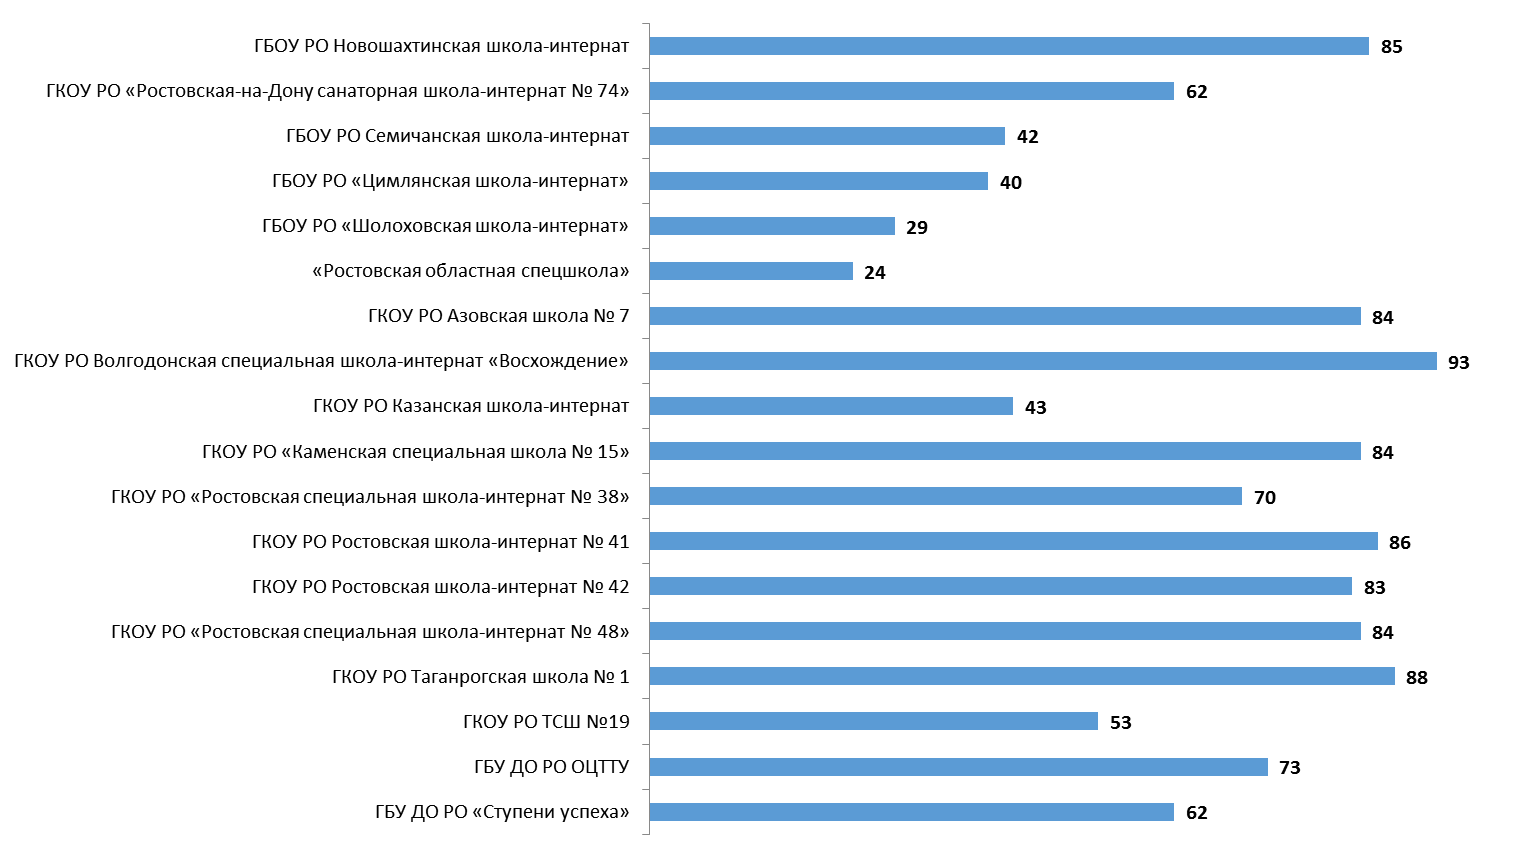 ГБОУ РО Новошахтинская школа-интернат 85
ГКОУ РО «Ростовская-на-Дону санаторная школа-интернат № 74» 62
ГБОУ РО Семичанская школа-интернат 42
ГБОУ РО «Цимлянская школа-интернат» 40
ГБОУ РО «Шолоховская школа-интернат» 29
«Ростовская областная спецшкола» 24
ГКОУ РО Азовская школа № 7 84
ГКОУ РО Волгодонская специальная школа-интернат «Восхождение» 93
ГКОУ РО Казанская школа-интернат 43
ГКОУ РО «Каменская специальная школа № 15» 84
ГКОУ РО «Ростовская специальная школа-интернат № 38» 70
ГКОУ РО Ростовская школа-интернат № 41 86
ГКОУ РО Ростовская школа-интернат № 42 83
ГКОУ РО «Ростовская специальная школа-интернат № 48» 84
ГКОУ РО Таганрогская школа № 1 88
ГКОУ РО ТСШ №19 53
ГБУ ДО РО ОЦТТУ 73
ГБУ ДО РО «Ступени успеха» 62